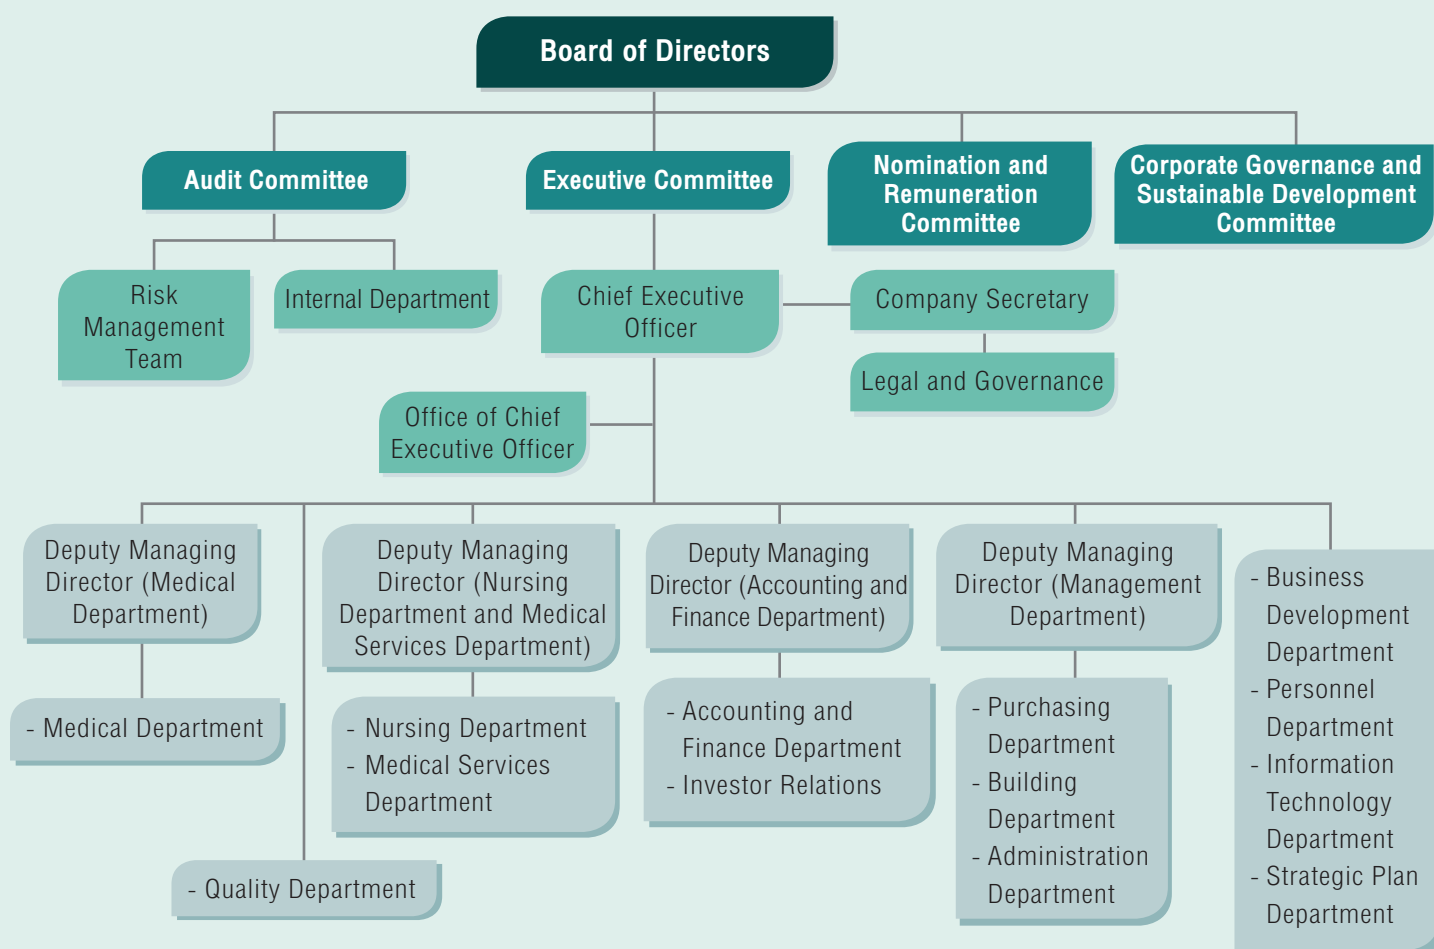 Board of Directors
Audit Committee
Executive Committee
Nomination and
Remuneration
Committee
Corporate Governance and
Sustainable Development
Committee
Risk
Management
Team
Internal Department
Chief Executive
Officer
Company Secretary
Legal and Governance
Office of Chief
Executive Officer
Deputy Managing
Director (Medical
Department)
Deputy Managing
Director (Nursing
Department and Medical
Services Department)
Deputy Managing
Director (Accounting and
Finance Department)
Deputy Managing
Director (Management
Department)
- Business
Development
Department
- Personnel
Department
- Information
Technology
Department
- Strategic Plan
Department
- Medical Department
- Nursing Department
- Medical Services
Department
- Accounting and
Finance Department
- Investor Relations
- Purchasing
Department
- Building
Department
- Administration
Department
- Quality Department